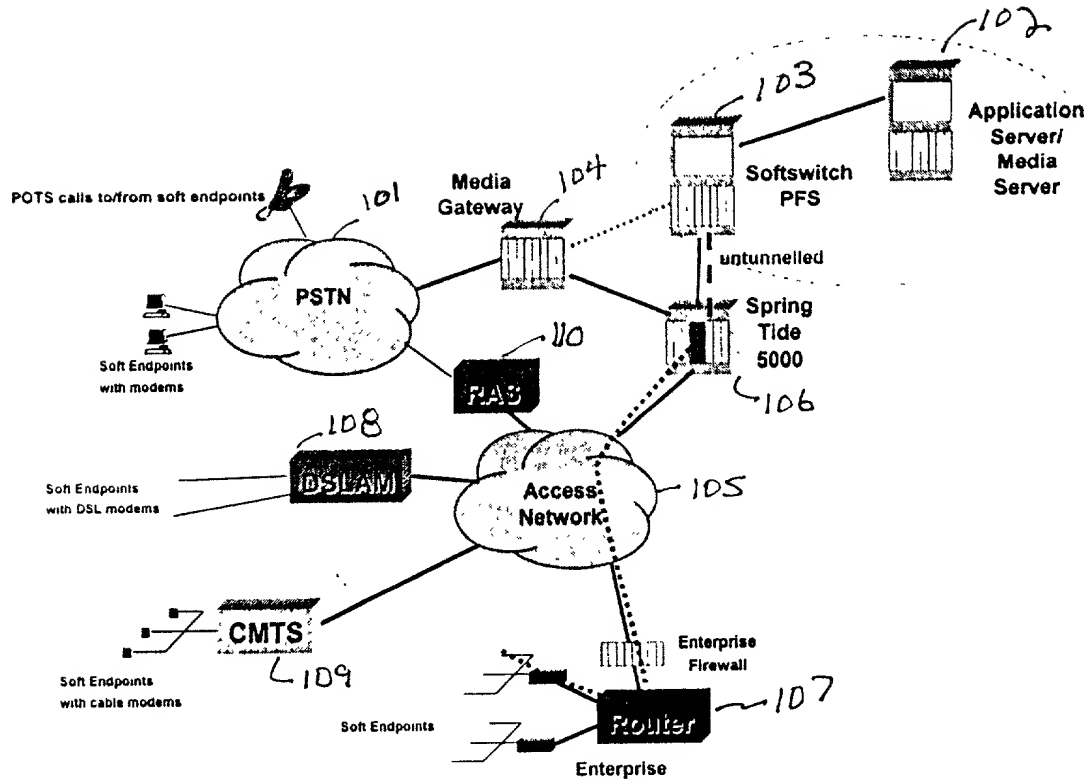 102
103
Application
Server/
Media
Server
Softswitch
PFS
Media
Gateway
104
POTS calls to/from soft endpoints
101
untunnelled
PSTN
Spring
Tide
5000
110
Soft Endpoints
with modems
RAS
106
108
DSLAM
Soft Endpoints
with DSL modems
Access
Network
105
CMTS
109
Enterprise
Firewall
Soft Endpoints
with cable modems
107
Router
Soft Endpoints
Enterprise